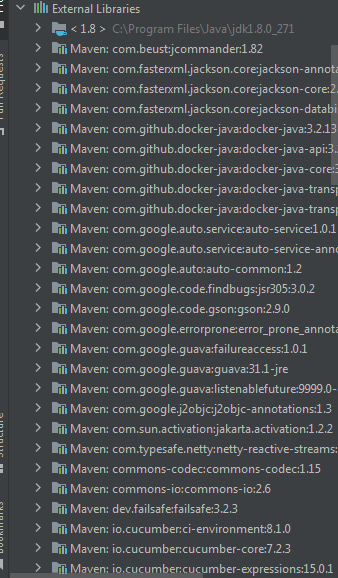 External Libraries
< 1.8 > C:\Program Files\Java\jdk1.8.0_271
Maven: com.beust:jcommander:1.82
Maven: com.fasterxml.jackson.core:jackson-annota
Maven: com.fasterxml.jackson.core:jackson-core:2.
Maven: com.fasterxml.jackson.core:jackson-databi
Maven: com.github.docker-java:docker-java:3.2.13
Maven: com.github.docker-java:docker-java-api:3.
Maven: com.github.docker-java:docker-java-core:
Maven: com.github.docker-java:docker-java-transp
Maven: com.github.docker-java:docker-java-transp
Maven: com.google.auto.service:auto-service:1.0.1
Maven: com.google.auto.service:auto-service-anno
Maven: com.google.auto:auto-common:1.2
Maven: com.google.code.findbugs:jsr305:3.0.2
Maven: com.google.code.gson:gson:2.9.0
Maven: com.google.errorprone:error_prone_annota
Maven: com.google.guava:failureaccess:1.0.1
Maven: com.google.guava:guava:31.1-jre
Maven: com.google.guava:listenablefuture:9999.0-
Maven: com.google.j2objc:j2objc-annotations:1.3
Maven: com.sun.activation:jakarta.activation:1.2.2
Maven: com.typesafe.netty:netty-reactive-streams:
Maven: commons-codec:commons-codec:1.15
Maven: commons-io:commons-io:2.6
Maven: dev.failsafe:failsafe:3.2.3
Maven: io.cucumber:ci-environment:8.1.0
Maven: io.cucumber:cucumber-core:7.2.3
Maven: io.cucumber:cucumber-expressions:15.0.1
Requests
Structure